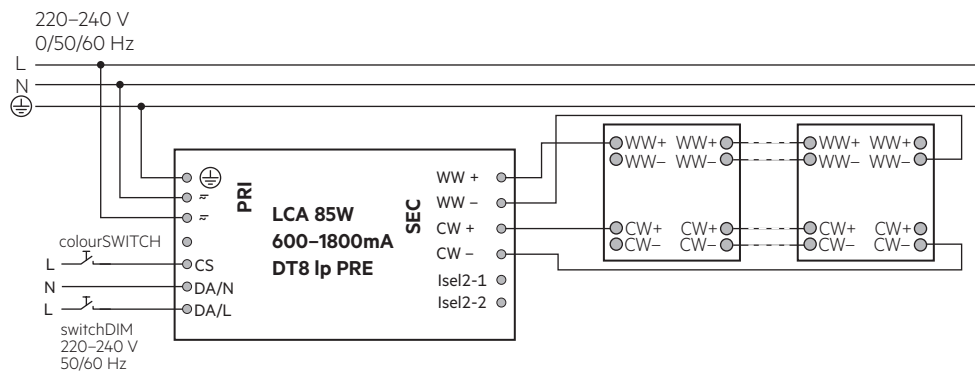 220–240 V
0/50/60 Hz
L
N
PRI
LCA 85W
600–1800mA
DT8 lp PRE
SEC
WW +
WW –
CW +
CW –
Isel2-1
Isel2-2
colourSWITCH
L
CS
N
DA/N
L
DA/L
switchDIM
220–240 V
50/60 Hz
WW+ WW+
WW– WW–
CW+ CW+
CW– CW–
WW+ WW+
WW– WW–
CW+ CW+
CW– CW–